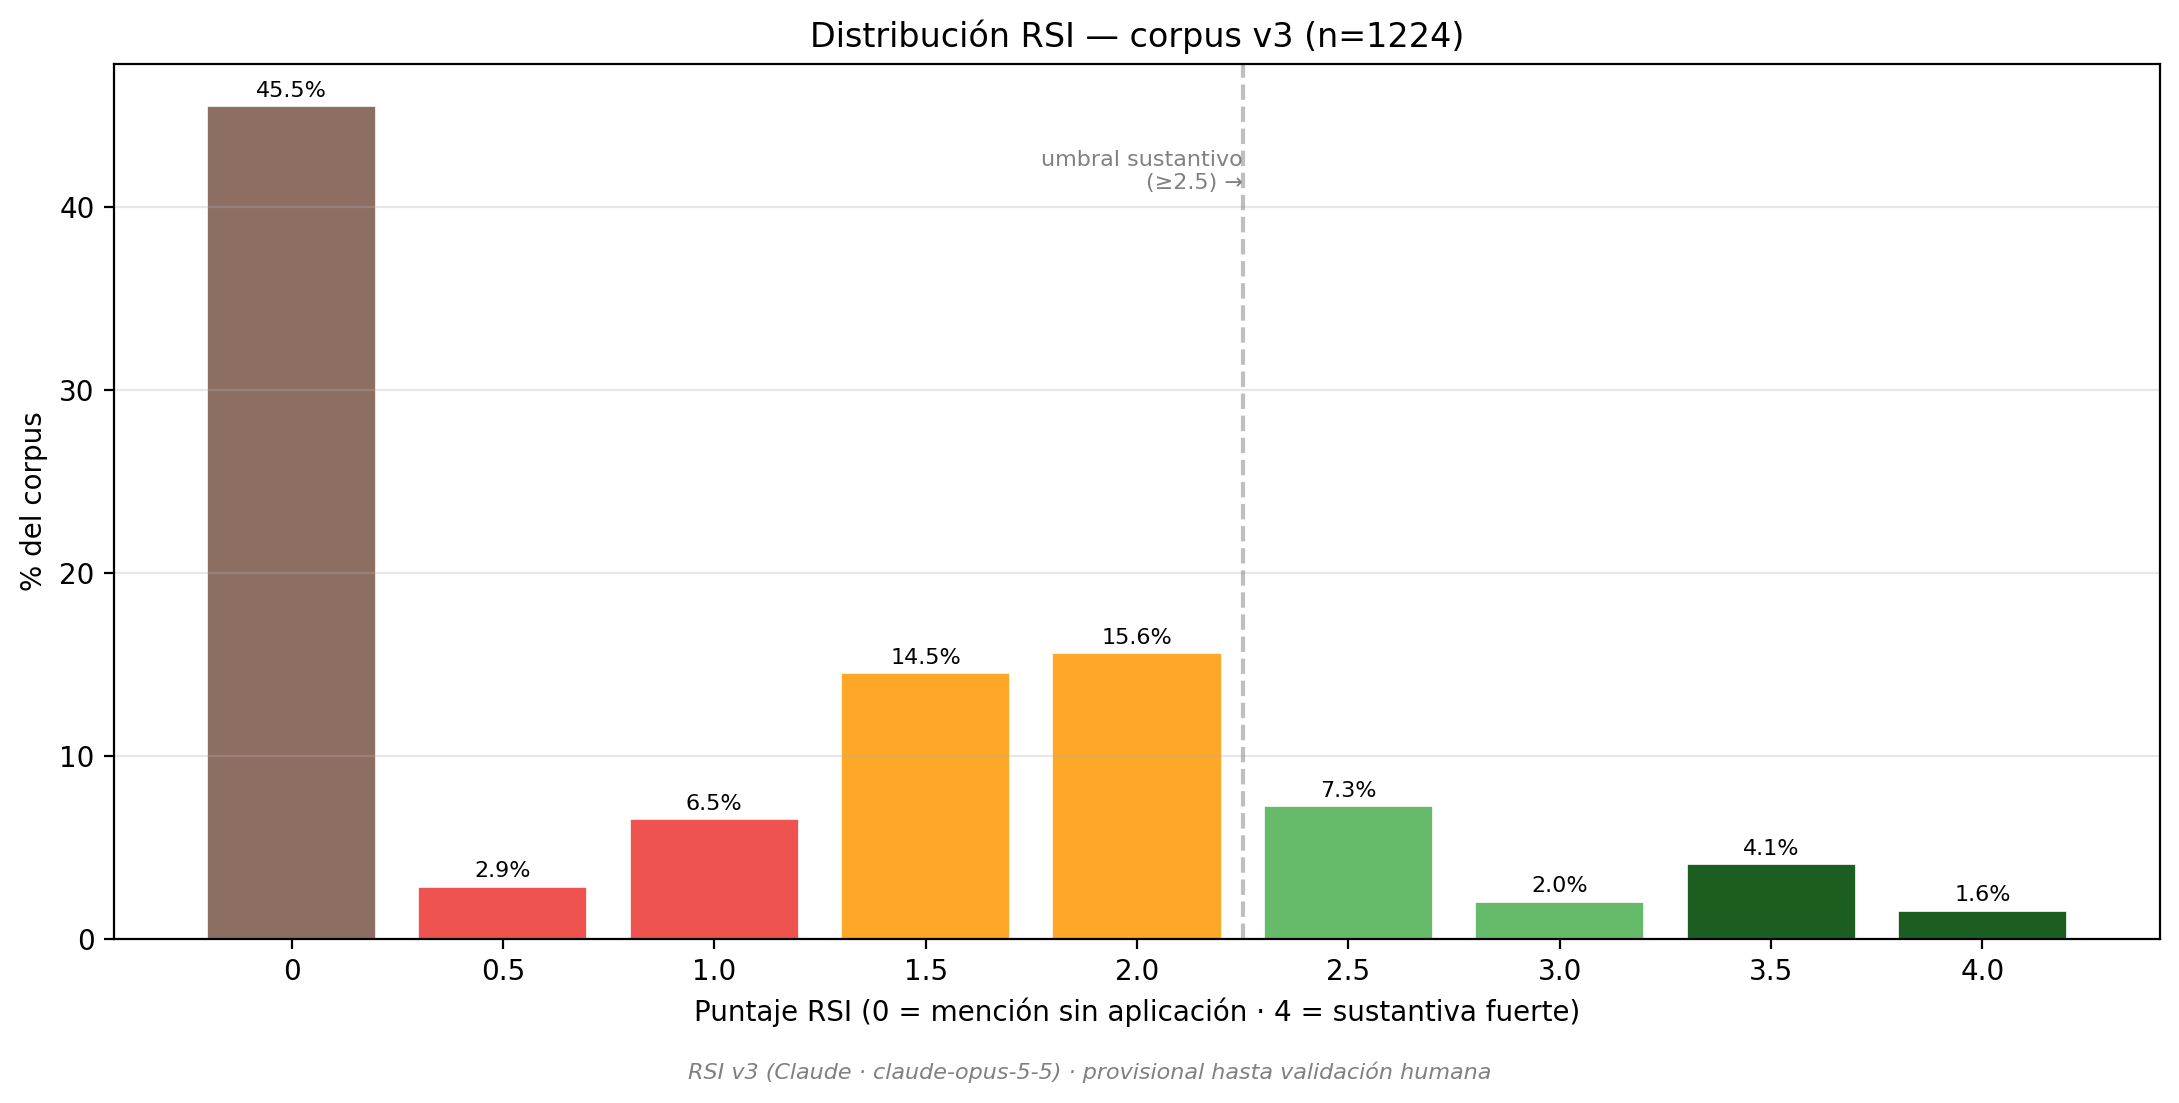 Distribución RSI — corpus v3 (n=1224)
45.5%
umbral sustantivo
(≥2.5) →
40
30
20
10
0
% del corpus
15.6%
14.5%
7.3%
6.5%
4.1%
2.9%
2.0%
1.6%
0 0.5 1.0 1.5 2.0 2.5 3.0 3.5 4.0
Puntaje RSI (0 = mención sin aplicación · 4 = sustantiva fuerte)
RSI v3 (Claude · claude-opus-5-5) · provisional hasta validación humana